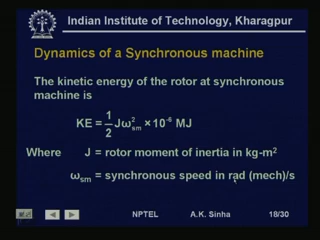 Indian Institute of Technology, Kharagpur
Dynamics of a Synchronous machine
The kinetic energy of the rotor at synchronous
machine is
KE = 1/2 Jω²sm × 10⁻⁶ MJ
Where J = rotor moment of inertia in kg-m²
ωsm = synchronous speed in rad (mech)/s
NPTEL A.K. Sinha 18/30